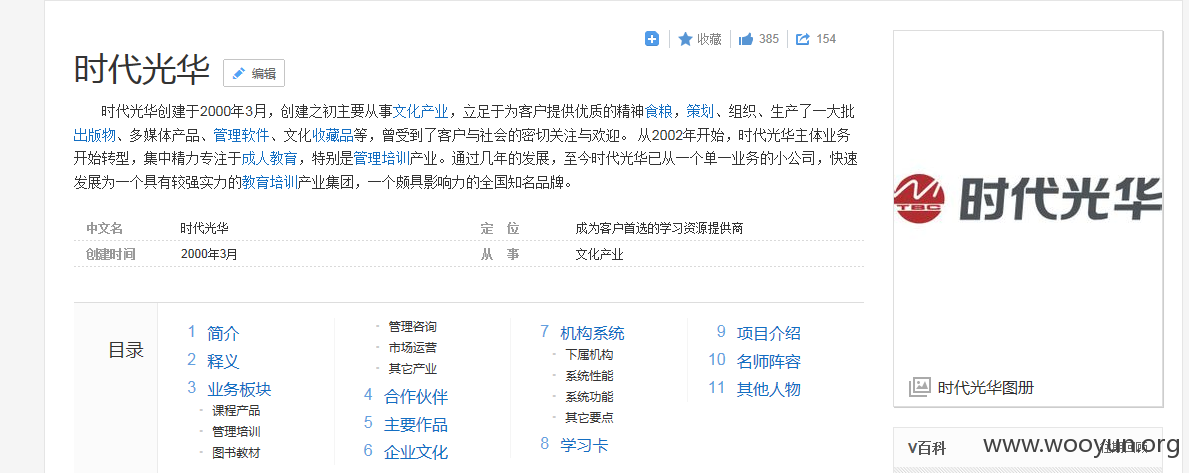 收藏 385 154
时代光华 编辑
时代光华创建于2000年3月，创建之初主要从事文化产业，立足于为客户提供优质的精神食粮，策划、组织、生产了一大批
出版物、多媒体产品、管理软件、文化收藏品等，曾受到了客户与社会的密切关注与欢迎。 从2002年开始，时代光华主体业务
开始转型，集中精力专注于成人教育，特别是管理培训产业。通过几年的发展，至今时代光华已从一个单一业务的小公司，快速
发展为一个具有较强实力的教育培训产业集团，一个颇具影响力的全国知名品牌。
中文名 时代光华 定 位 成为客户首选的学习资源提供商
创建时间 2000年3月 从 事 文化产业
目录
1 简介
2 释义
3 业务板块
- 课程产品
- 管理培训
- 图书教材
- 管理咨询
- 市场运营
- 其它产业
4 合作伙伴
5 主要作品
6 企业文化
7 机构系统
- 下属机构
- 系统性能
- 系统功能
- 其它要点
8 学习卡
9 项目介绍
10 名师阵容
11 其他人物
TEC 时代光华
时代光华图册
V百科
www.wooyun.org